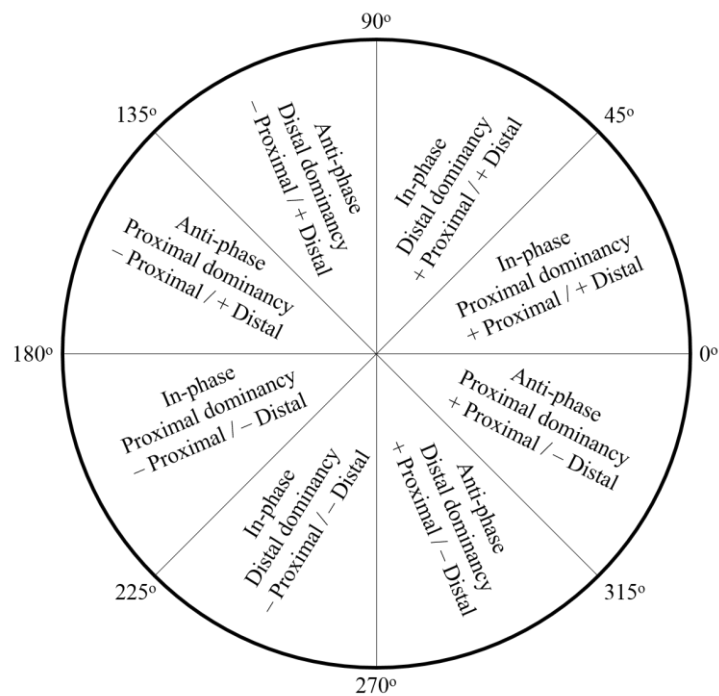 90º
135º
45º
Anti-phase
Distal dominancy
– Proximal / + Distal
In-phase
Distal dominancy
+ Proximal / + Distal
Anti-phase
Proximal dominancy
– Proximal / + Distal
In-phase
Proximal dominancy
+ Proximal / + Distal
180º
0º
In-phase
Proximal dominancy
– Proximal / – Distal
Anti-phase
Proximal dominancy
+ Proximal / – Distal
In-phase
Distal dominancy
– Proximal / – Distal
Anti-phase
Distal dominancy
+ Proximal / – Distal
225º
315º
270º